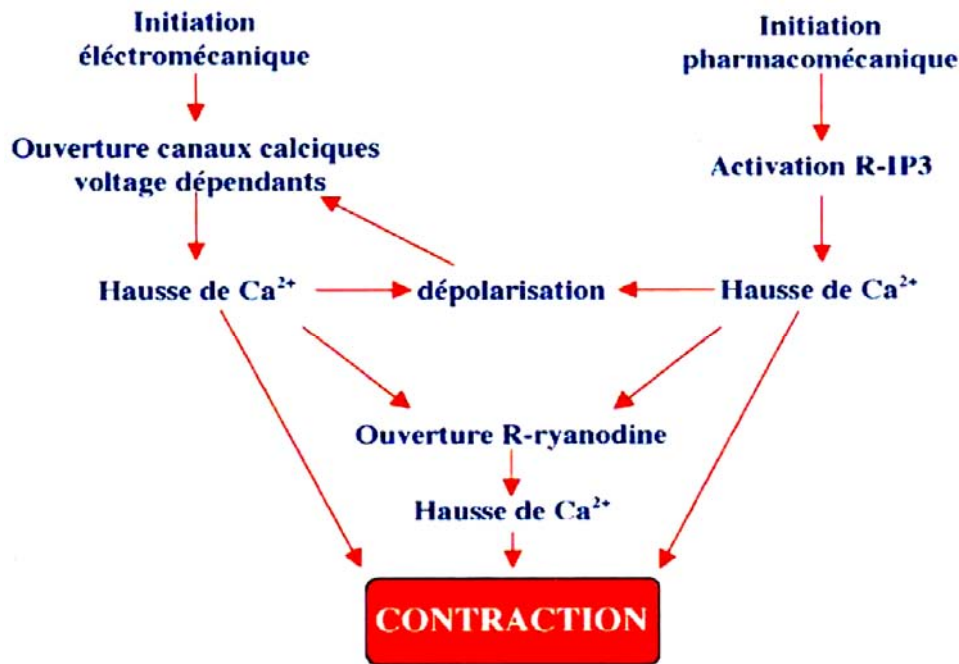 Initiation
éléctromécanique
Initiation
pharmacomécanique
Ouverture canaux calciques
voltage dépendants
Activation R-IP3
Hausse de Ca²⁺
dépolarisation
Hausse de Ca²⁺
Ouverture R-ryanodine
Hausse de Ca²⁺
CONTRACTION